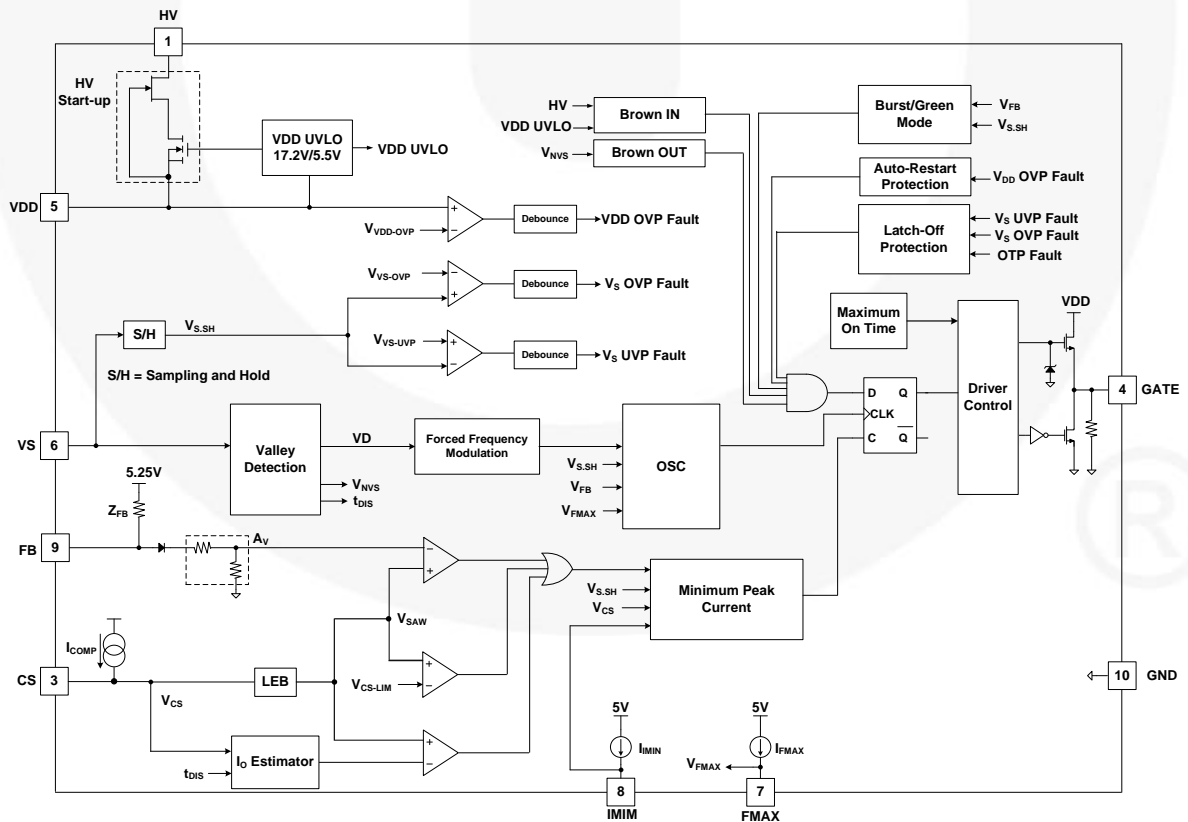 HV
1
HV
Start-up
VDD UVLO
17.2V/5.5V
VDD UVLO
HV
VDD UVLO
Brown IN
VNVS
Brown OUT
Burst/Green
Mode
VFB
VS.SH
Auto-Restart
Protection
VDD OVP Fault
Latch-Off
Protection
VS UVP Fault
VS OVP Fault
OTP Fault
VDD
5
+
−
VVDD-OVP
Debounce
VDD OVP Fault
VVS-OVP
−
+
Debounce
VS OVP Fault
S/H
VS.SH
VVS-UVP
+
−
Debounce
VS UVP Fault
S/H = Sampling and Hold
Maximum
On Time
VDD
Driver
Control
4
GATE
D
Q
CLK
C
Q
VS
6
Valley
Detection
VD
VNVS
tDIS
Forced Frequency
Modulation
OSC
VS.SH
VFB
VFMAX
5.25V
ZFB
FB
9
AV
−
+
VSAW
VS.SH
VCS
Minimum Peak
Current
ICOMP
CS
3
VCS
LEB
VCS-LIM
+
−
tDIS
IO Estimator
+
−
5V
IIMIN
8
IMIM
5V
IFMAX
VFMAX
7
FMAX
10
GND
®